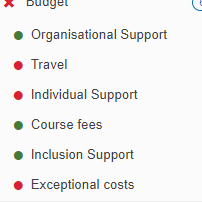 Budget
Organisational Support
Travel
Individual Support
Course fees
Inclusion Support
Exceptional costs